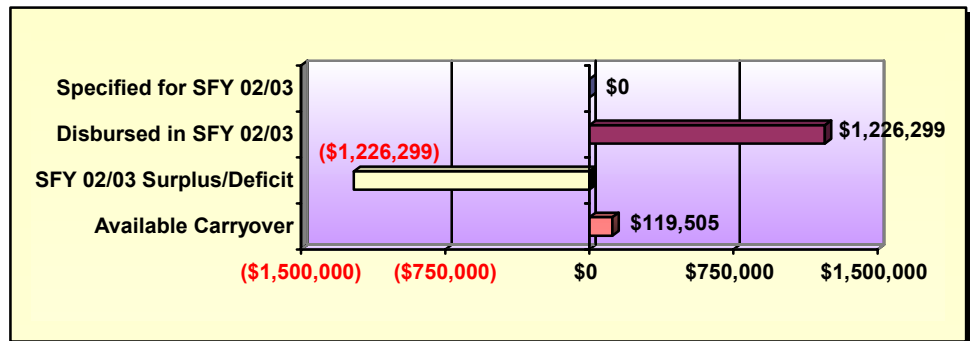 Specified for SFY 02/03
$0
Disbursed in SFY 02/03
$1,226,299
($1,226,299)
SFY 02/03 Surplus/Deficit
Available Carryover
$119,505
($1,500,000) ($750,000) $0 $750,000 $1,500,000